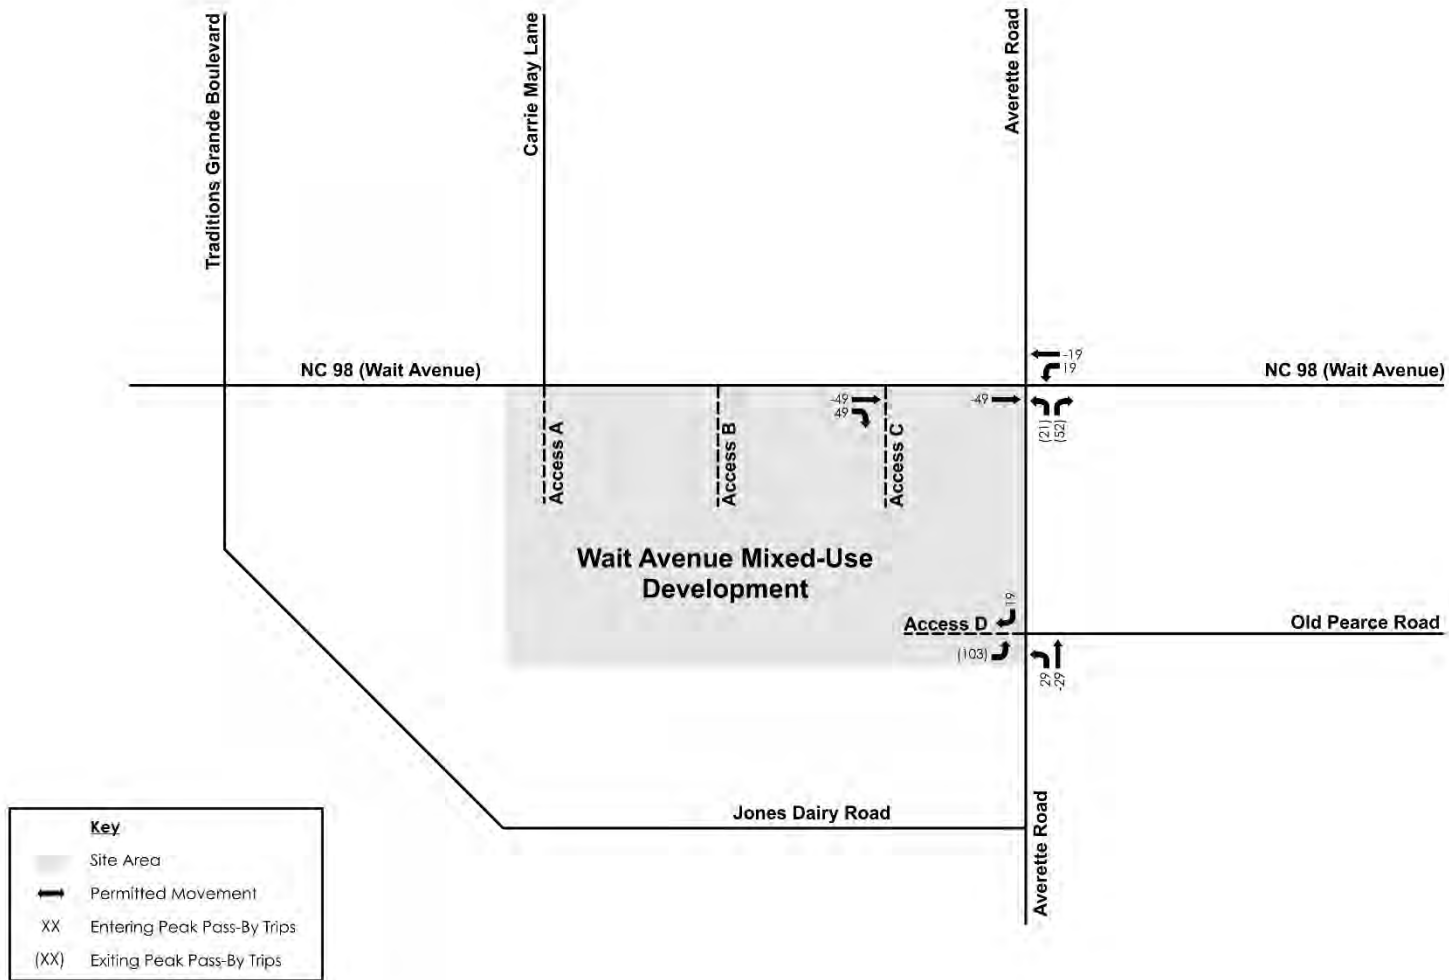 Traditions Grande Boulevard
Carrie May Lane
Averette Road
NC 98 (Wait Avenue)
-19
19
NC 98 (Wait Avenue)
-49
49
-49
(21)
(52)
Access A
Access B
Access C
Wait Avenue Mixed-Use
Development
19
Access D
Old Pearce Road
(103)
29
-29
Jones Dairy Road
Averette Road
Key
Site Area
Permitted Movement
XX Entering Peak Pass-By Trips
(XX) Exiting Peak Pass-By Trips